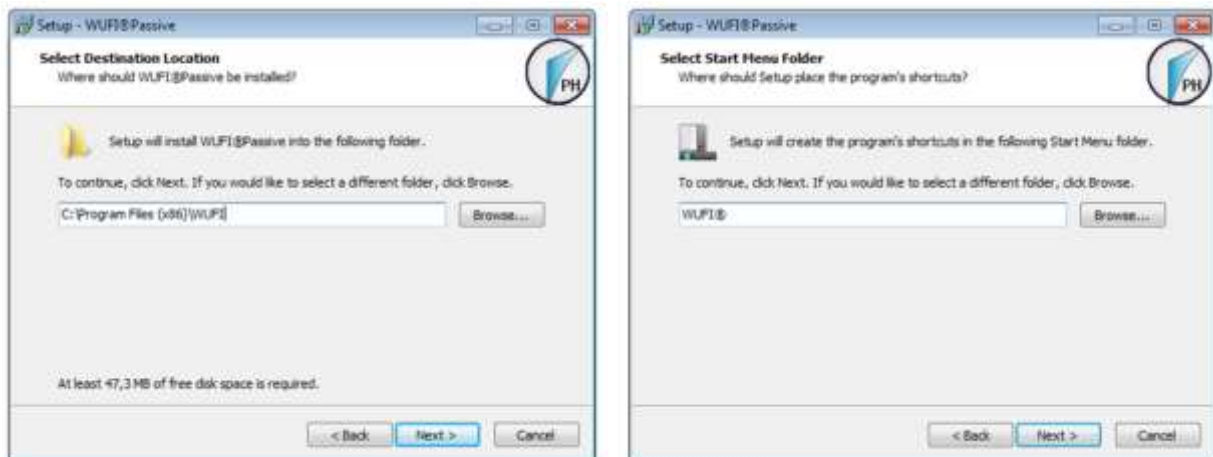 Setup - WUFI®Passive
Select Destination Location
Where should WUFI®Passive be installed?
PH
Setup will install WUFI®Passive into the following folder.
To continue, click Next. If you would like to select a different folder, click Browse.
C:\Program Files (x86)\WUFI
Browse...
At least 47,3 MB of free disk space is required.
< Back
Next >
Cancel
Setup - WUFI®Passive
Select Start Menu Folder
Where should Setup place the program's shortcuts?
PH
Setup will create the program's shortcuts in the following Start Menu folder.
To continue, click Next. If you would like to select a different folder, click Browse.
WUFI®
Browse...
< Back
Next >
Cancel